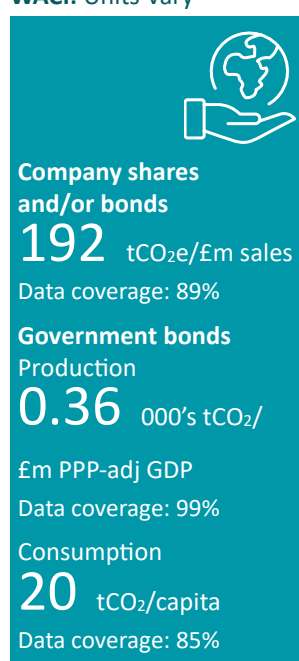 WACI: Units vary
Company shares
and/or bonds
192 tCO₂e/£m sales
Data coverage: 89%
Government bonds
Production
0.36 000's tCO₂/
£m PPP-adj GDP
Data coverage: 99%
Consumption
20 tCO₂/capita
Data coverage: 85%